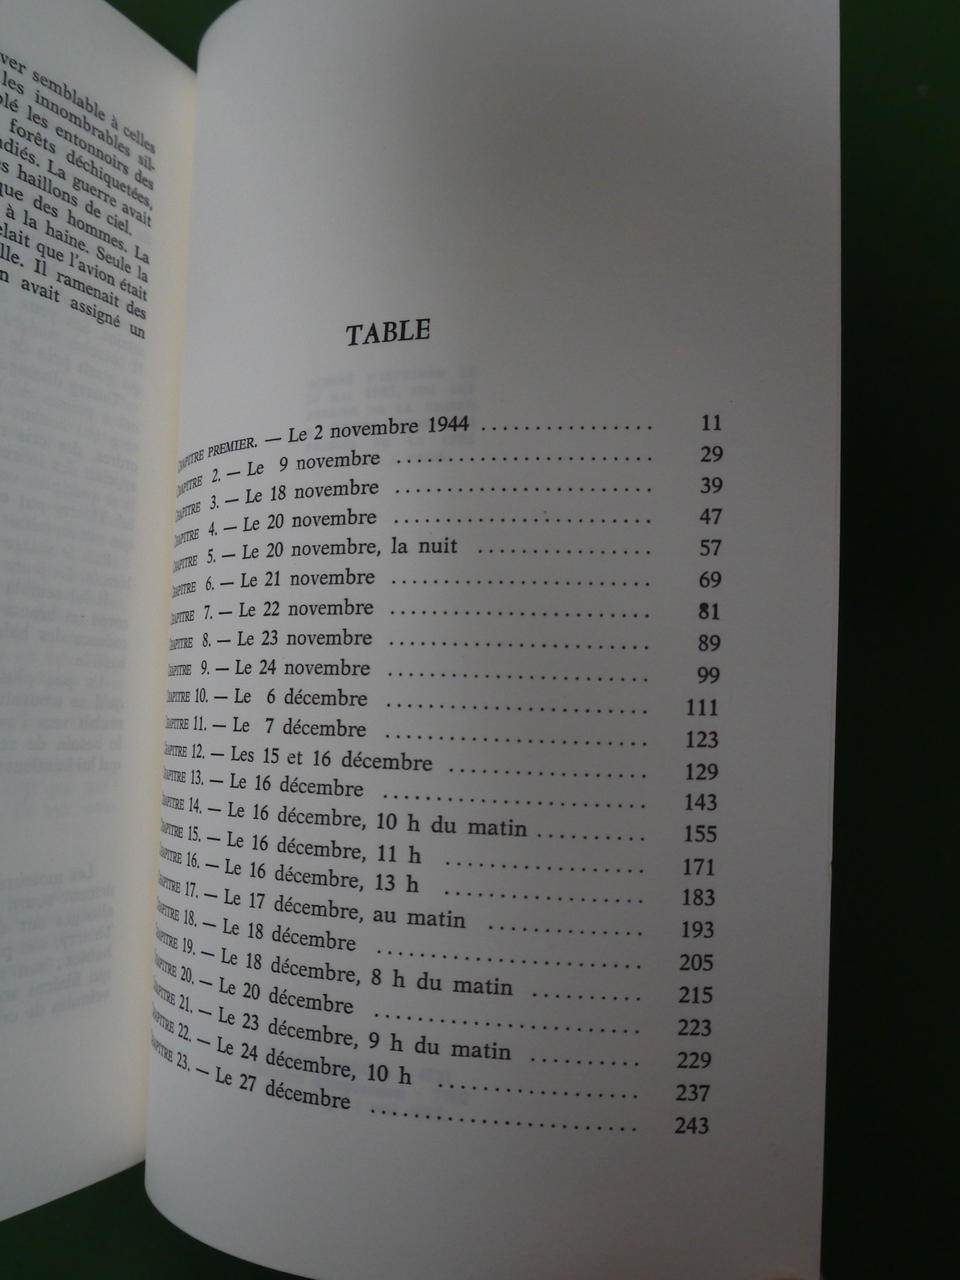 ver semblable à celles
les innombrables sil-
blé les entonnoirs des
forêts déchiquetées,
diés. La guerre avait
s haillons de ciel.
que des hommes. La
à la haine. Seule la
elait que l'avion était
lle. Il ramenait des
n avait assigné un
TABLE
CHAPITRE PREMIER. — Le 2 novembre 1944 ................ 11
CHAPITRE 2. — Le 9 novembre ........................ 29
CHAPITRE 3. — Le 18 novembre ........................ 39
CHAPITRE 4. — Le 20 novembre ........................ 47
CHAPITRE 5. — Le 20 novembre, la nuit ................ 57
CHAPITRE 6. — Le 21 novembre ........................ 69
CHAPITRE 7. — Le 22 novembre ........................ 81
CHAPITRE 8. — Le 23 novembre ........................ 89
CHAPITRE 9. — Le 24 novembre ........................ 99
CHAPITRE 10. — Le 6 décembre ........................ 111
CHAPITRE 11. — Le 7 décembre ........................ 123
CHAPITRE 12. — Les 15 et 16 décembre .................. 129
CHAPITRE 13. — Le 16 décembre ........................ 143
CHAPITRE 14. — Le 16 décembre, 10 h du matin .......... 155
CHAPITRE 15. — Le 16 décembre, 11 h .................. 171
CHAPITRE 16. — Le 16 décembre, 13 h .................. 183
CHAPITRE 17. — Le 17 décembre, au matin .............. 193
CHAPITRE 18. — Le 18 décembre ........................ 205
CHAPITRE 19. — Le 18 décembre, 8 h du matin .......... 215
CHAPITRE 20. — Le 20 décembre ........................ 223
CHAPITRE 21. — Le 23 décembre, 9 h du matin .......... 229
CHAPITRE 22. — Le 24 décembre, 10 h .................. 237
CHAPITRE 23. — Le 27 décembre ........................ 243